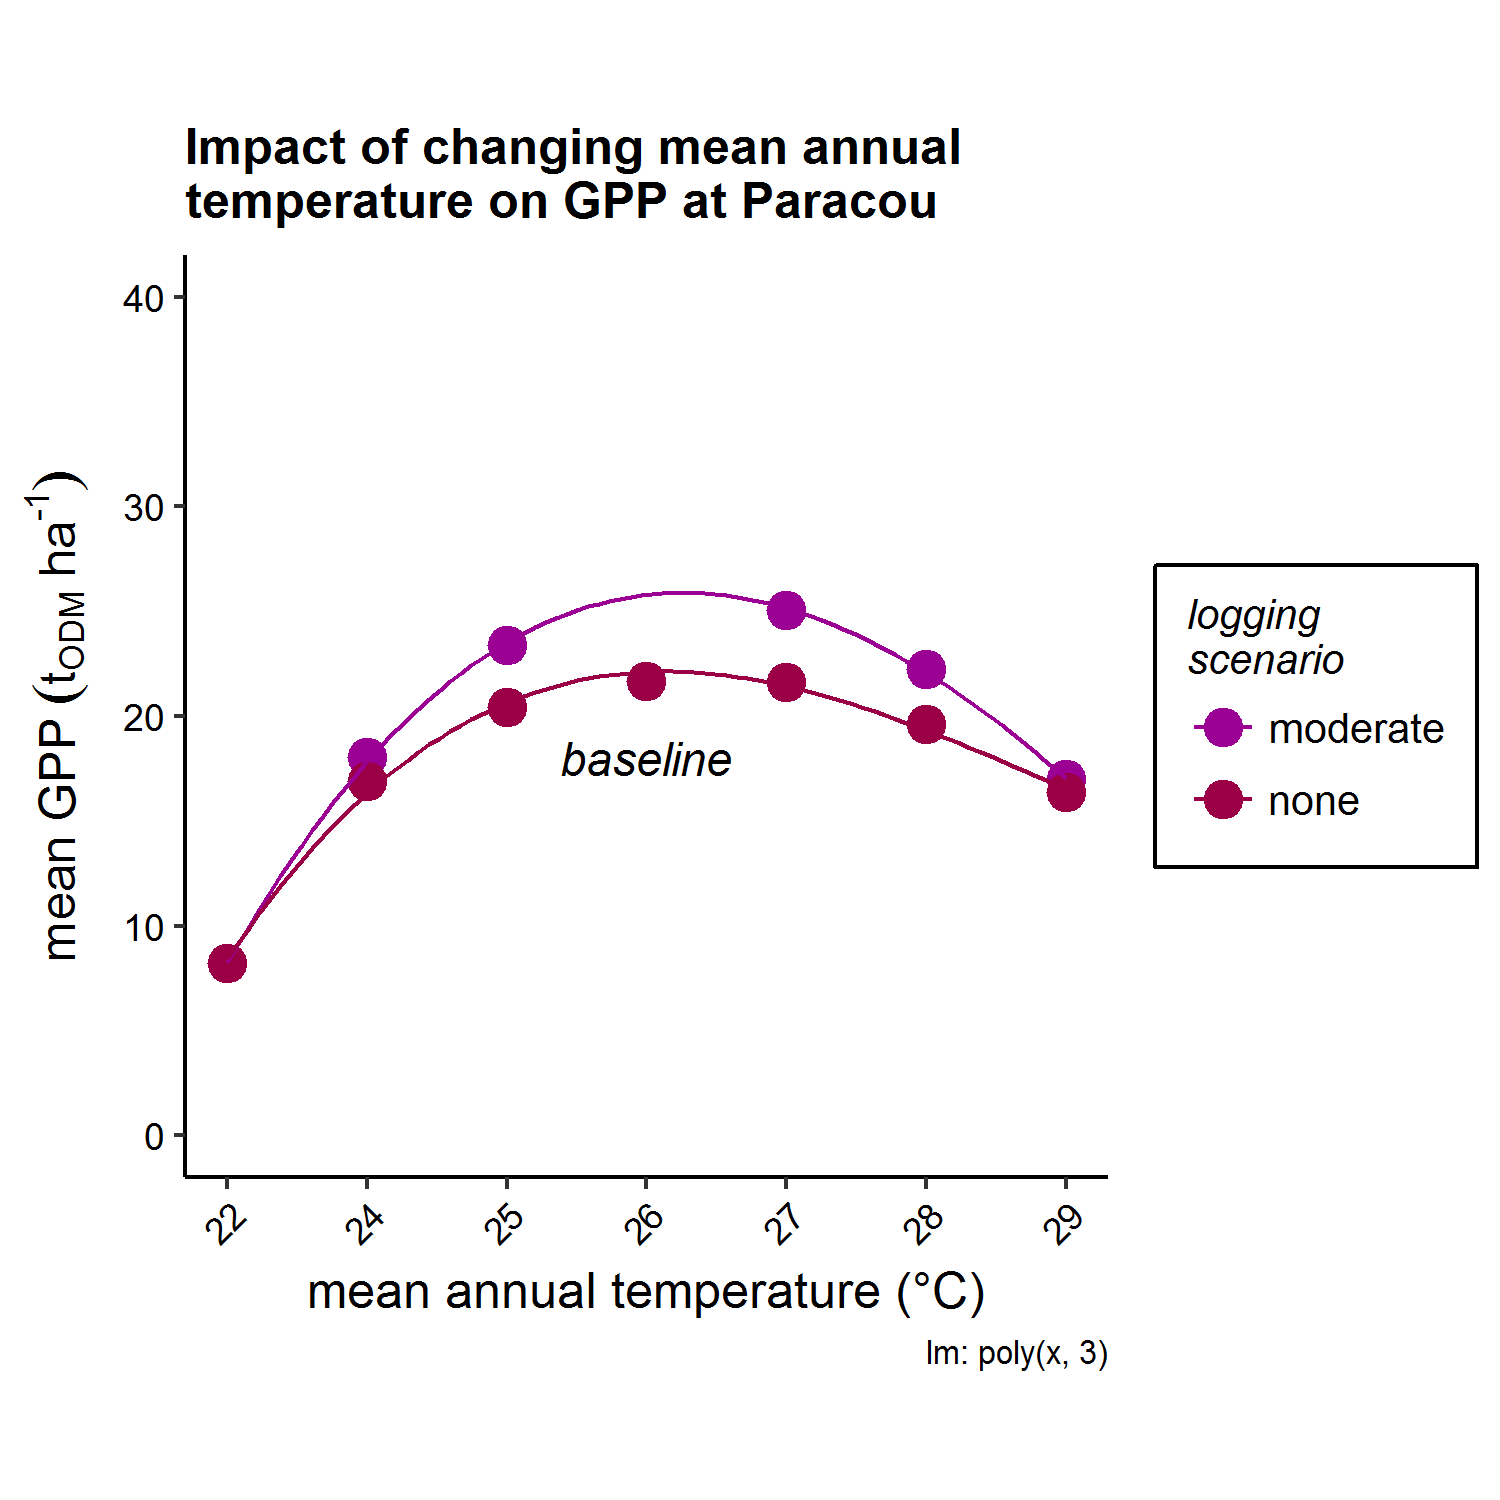 Impact of changing mean annual
temperature on GPP at Paracou
mean GPP (tODM ha-1)
40
30
20
10
0
baseline
22 24 25 26 27 28 29
mean annual temperature (°C)
lm: poly(x, 3)
logging
scenario
moderate
none